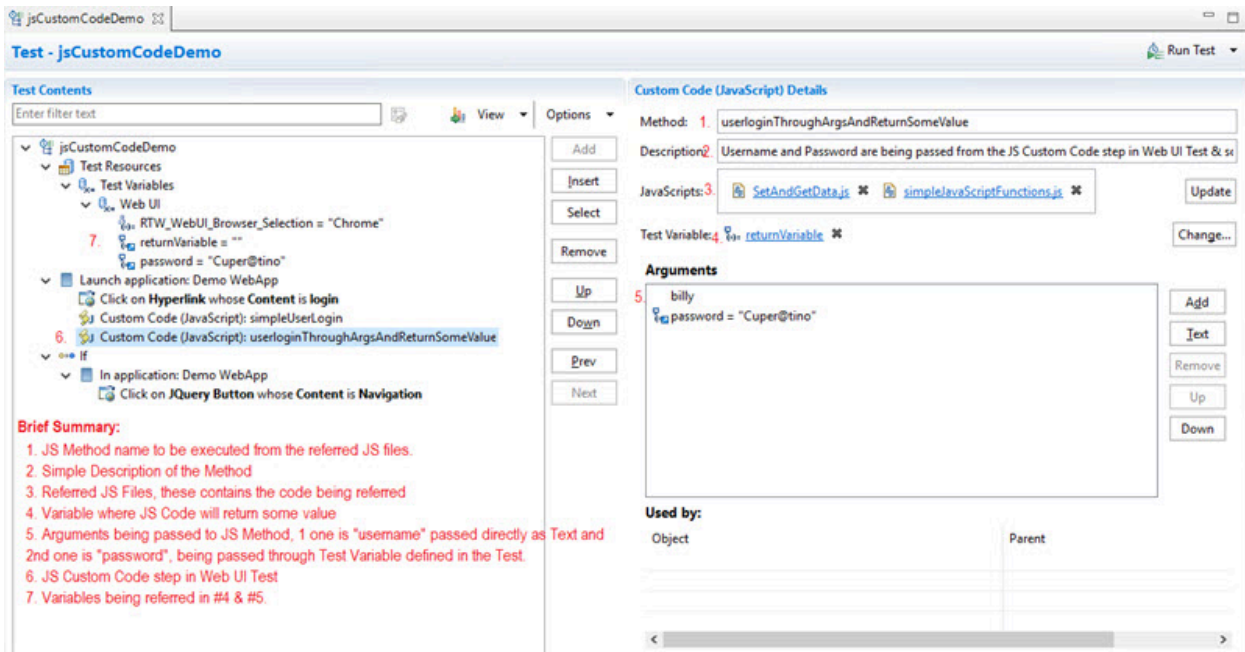 jsCustomCodeDemo
Test - jsCustomCodeDemo
Run Test
Test Contents
Enter filter text
View
Options
jsCustomCodeDemo
Test Resources
Test Variables
Web UI
RTW_WebUI_Browser_Selection = "Chrome"
7. returnVariable = ""
password = "Cuper@tino"
Launch application: Demo WebApp
Click on Hyperlink whose Content is login
Custom Code (JavaScript): simpleUserLogin
6. Custom Code (JavaScript): userloginThroughArgsAndReturnSomeValue
If
In application: Demo WebApp
Click on JQuery Button whose Content is Navigation
Add
Insert
Select
Remove
Up
Down
Prev
Next
Brief Summary:
1. JS Method name to be executed from the referred JS files.
2. Simple Description of the Method
3. Referred JS Files, these contains the code being referred
4. Variable where JS Code will return some value
5. Arguments being passed to JS Method, 1 one is "username" passed directly as Text and
2nd one is "password", being passed through Test Variable defined in the Test.
6. JS Custom Code step in Web UI Test
7. Variables being referred in #4 & #5.
Custom Code (JavaScript) Details
Method: 1. userloginThroughArgsAndReturnSomeValue
Description: 2. Username and Password are being passed from the JS Custom Code step in Web UI Test & s
JavaScripts: 3. SetAndGetData.js simpleJavaScriptFunctions.js Update
Test Variable: 4. returnVariable Change...
Arguments
5. billy
password = "Cuper@tino"
Add
Text
Remove
Up
Down
Used by:
Object Parent